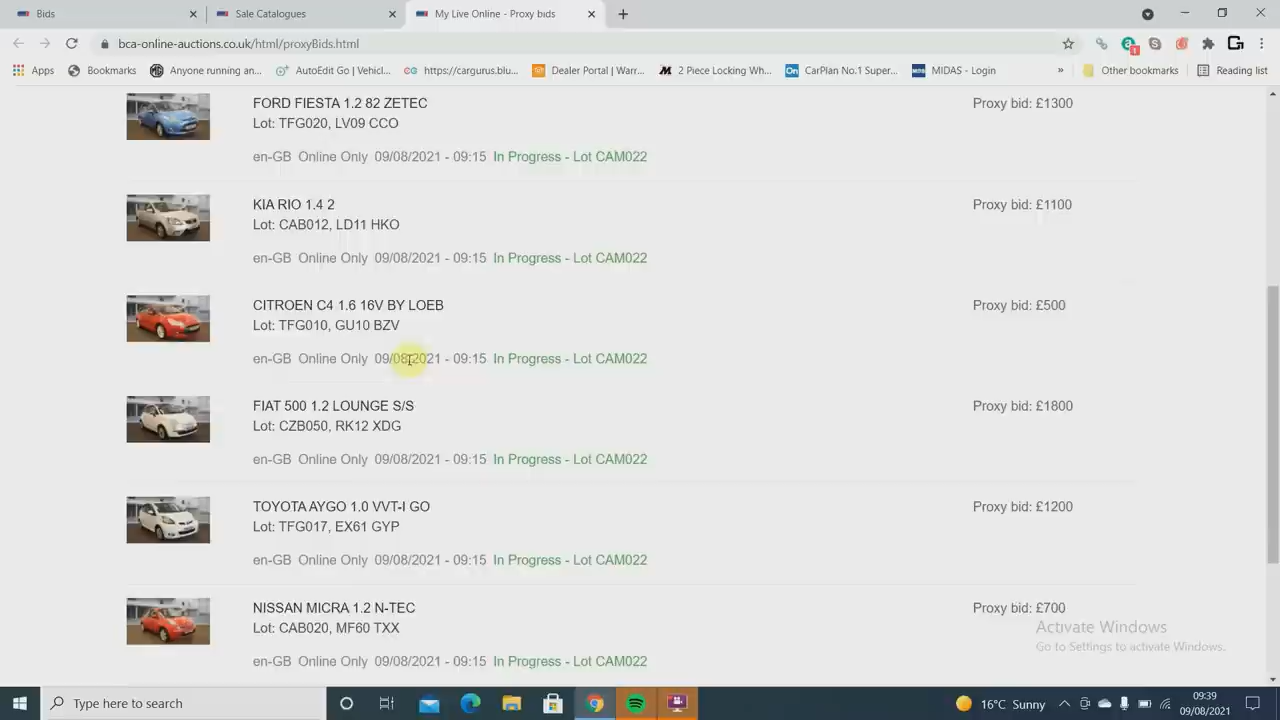 Bids
Sale Catalogues
My Live Online - Proxy bids
bca-online-auctions.co.uk/html/proxyBids.html
Apps
Bookmarks
Anyone running an...
AutoEdit Go | Vehicl...
https://cargurus.blu...
Dealer Portal | Warr...
2 Piece Locking Wh...
CarPlan No.1 Super...
MIDAS - Login
»
Other bookmarks
Reading list
FORD FIESTA 1.2 82 ZETEC
Proxy bid: £1300
Lot: TFG020, LV09 CCO
en-GB Online Only 09/08/2021 - 09:15 In Progress - Lot CAM022
KIA RIO 1.4 2
Proxy bid: £1100
Lot: CAB012, LD11 HKO
en-GB Online Only 09/08/2021 - 09:15 In Progress - Lot CAM022
CITROEN C4 1.6 16V BY LOEB
Proxy bid: £500
Lot: TFG010, GU10 BZV
en-GB Online Only 09/08/2021 - 09:15 In Progress - Lot CAM022
FIAT 500 1.2 LOUNGE S/S
Proxy bid: £1800
Lot: CZB050, RK12 XDG
en-GB Online Only 09/08/2021 - 09:15 In Progress - Lot CAM022
TOYOTA AYGO 1.0 VVT-I GO
Proxy bid: £1200
Lot: TFG017, EX61 GYP
en-GB Online Only 09/08/2021 - 09:15 In Progress - Lot CAM022
NISSAN MICRA 1.2 N-TEC
Proxy bid: £700
Lot: CAB020, MF60 TXX
en-GB Online Only 09/08/2021 - 09:15 In Progress - Lot CAM022
Activate Windows
Go to Settings to activate Windows.
Type here to search
16°C Sunny
09:39
09/08/2021